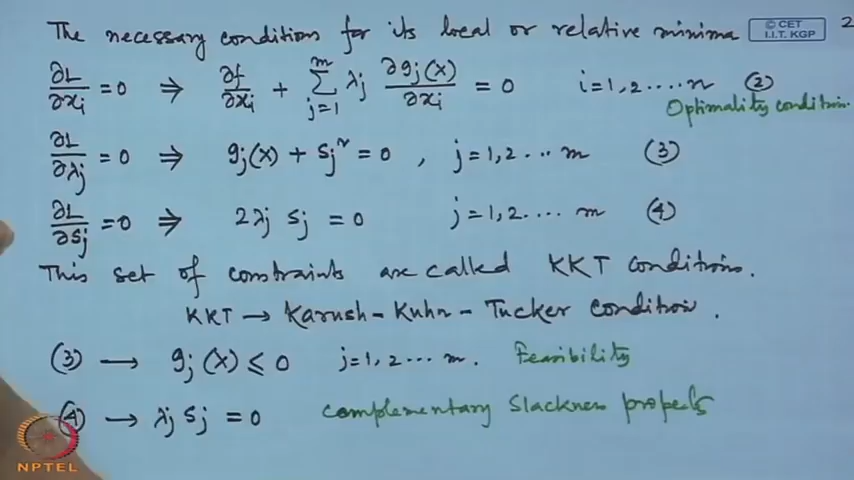 The necessary conditions for its local or relative minima © CET I.I.T. KGP 2
∂L/∂xi = 0 ⇒ ∂f/∂xi + Σ_{j=1}^{m} λj ∂gj(x)/∂xi = 0 i=1,2.....n (2)
Optimality condition.
∂L/∂λj = 0 ⇒ gj(x) + sj² = 0 , j=1,2... m (3)
∂L/∂sj = 0 ⇒ 2λj sj = 0 j=1,2.... m (4)
This set of constraints are called KKT conditions.
KKT → Karush - Kuhn - Tucker Condition.
(3) → gj(x) ≤ 0 j=1,2... m. Feasibility
(4) → λj sj = 0 complementary slackness
NPTEL